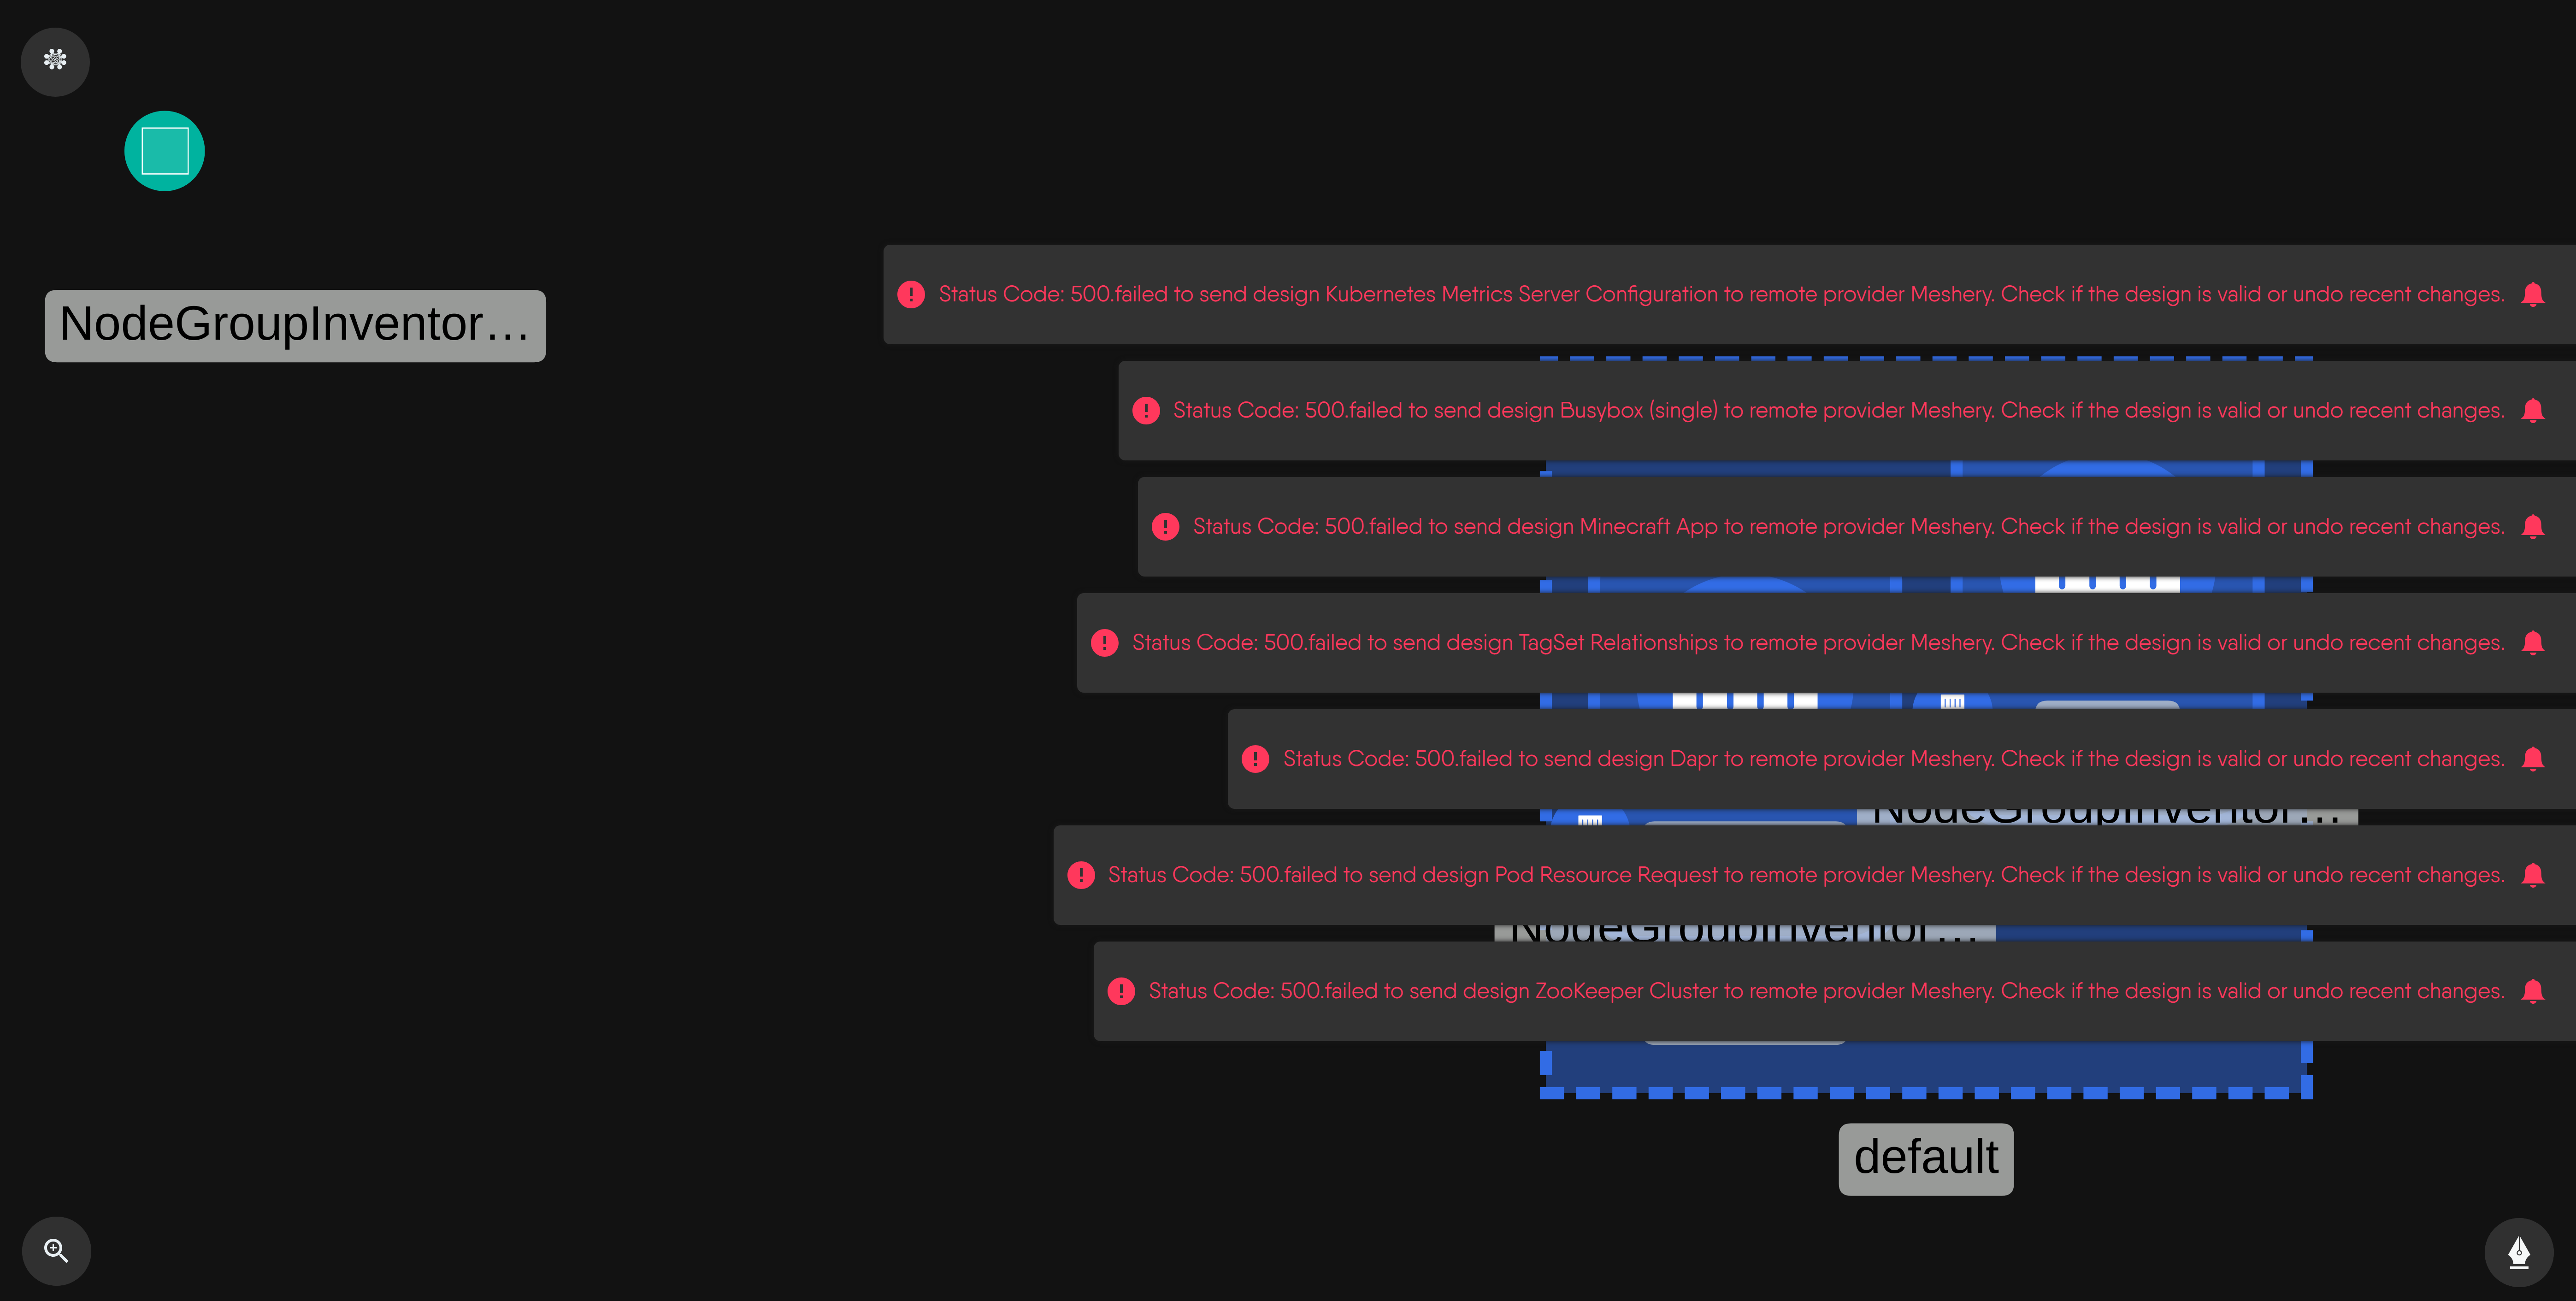 NodeGroupInventor...
Status Code: 500.failed to send design Kubernetes Metrics Server Configuration to remote provider Meshery. Check if the design is valid or undo recent changes.
Status Code: 500.failed to send design Busybox (single) to remote provider Meshery. Check if the design is valid or undo recent changes.
Status Code: 500.failed to send design Minecraft App to remote provider Meshery. Check if the design is valid or undo recent changes.
Status Code: 500.failed to send design TagSet Relationships to remote provider Meshery. Check if the design is valid or undo recent changes.
Status Code: 500.failed to send design Dapr to remote provider Meshery. Check if the design is valid or undo recent changes.
NodeGroupInventor...
Status Code: 500.failed to send design Pod Resource Request to remote provider Meshery. Check if the design is valid or undo recent changes.
NodeGroupInventor...
Status Code: 500.failed to send design ZooKeeper Cluster to remote provider Meshery. Check if the design is valid or undo recent changes.
default